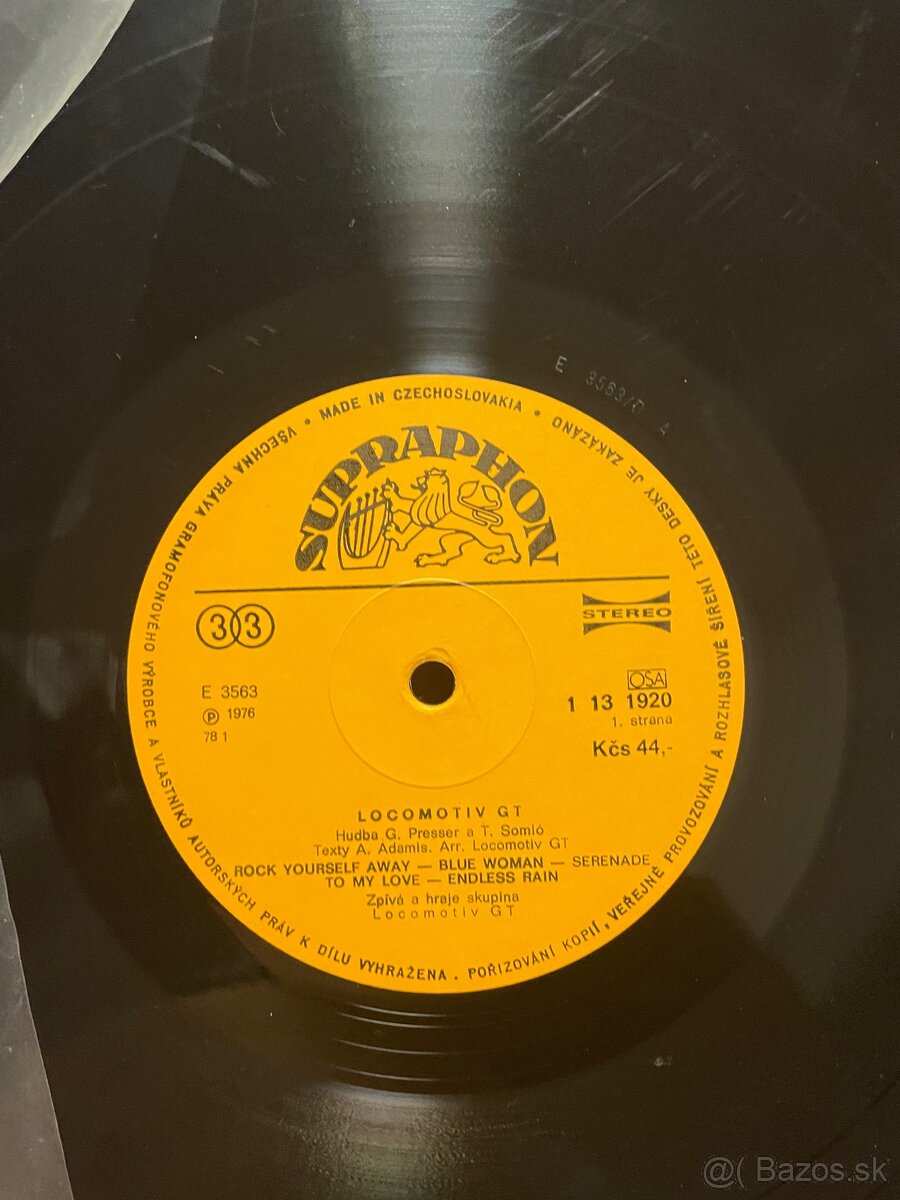 E 3563/D A
VŠECHNA PRÁVA GRAMOFONOVÉHO VÝROBCE A VLASTNÍKŮ AUTORSKÝCH PRÁV K DÍLU VYHRAŽENA . POŘIZOVÁNÍ KOPIÍ, VEŘEJNÉ PROVOZOVÁNÍ A ROZHLASOVÉ ŠÍŘENÍ TÉTO DESKY JE ZAKÁZÁNO
• MADE IN CZECHOSLOVAKIA •
SUPRAPHON
33
STEREO
E 3563
Ⓟ 1976
78 1
OSA
1 13 1920
1. strana
Kčs 44,-
LOCOMOTIV GT
Hudba G. Presser a T. Somló
Texty A. Adamis. Arr. Locomotiv GT
ROCK YOURSELF AWAY — BLUE WOMAN — SERENADE
TO MY LOVE — ENDLESS RAIN
Zpívá a hraje skupina
Locomotiv GT
@( Bazos.sk